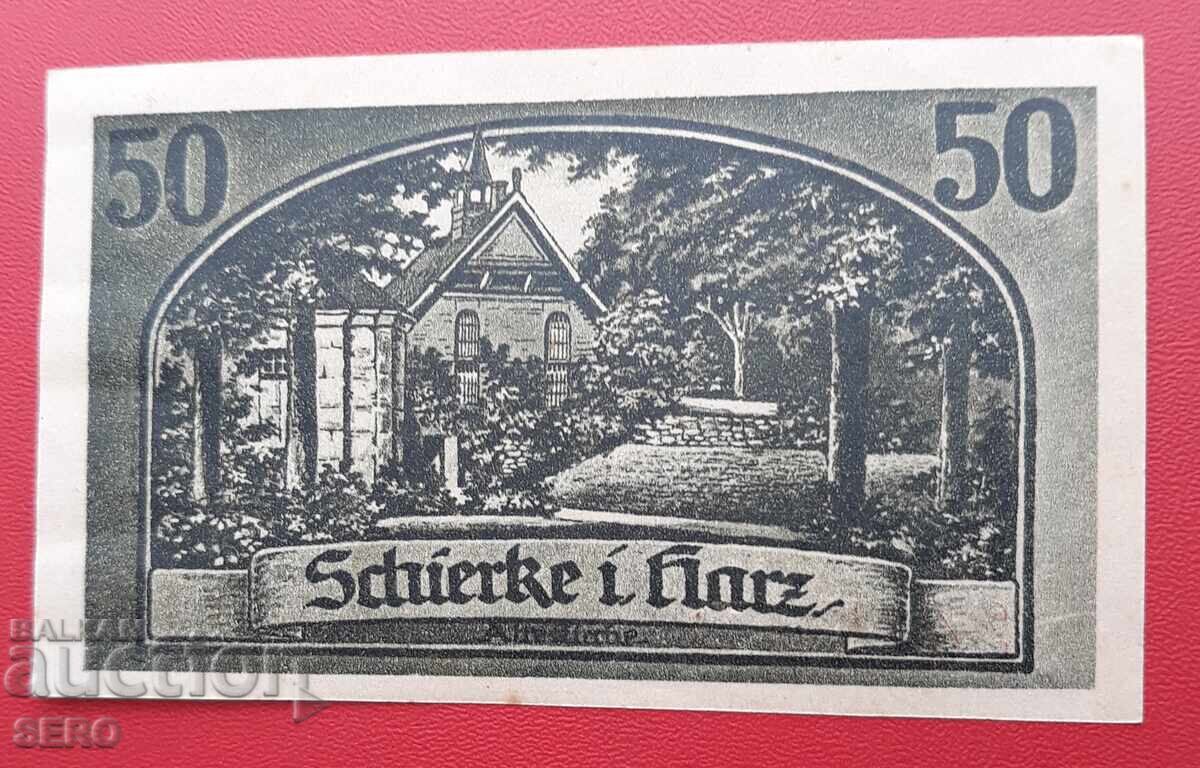 50 50
Schierke i. Harz.
Alte Kirche.
BALKAN
auction
SERO